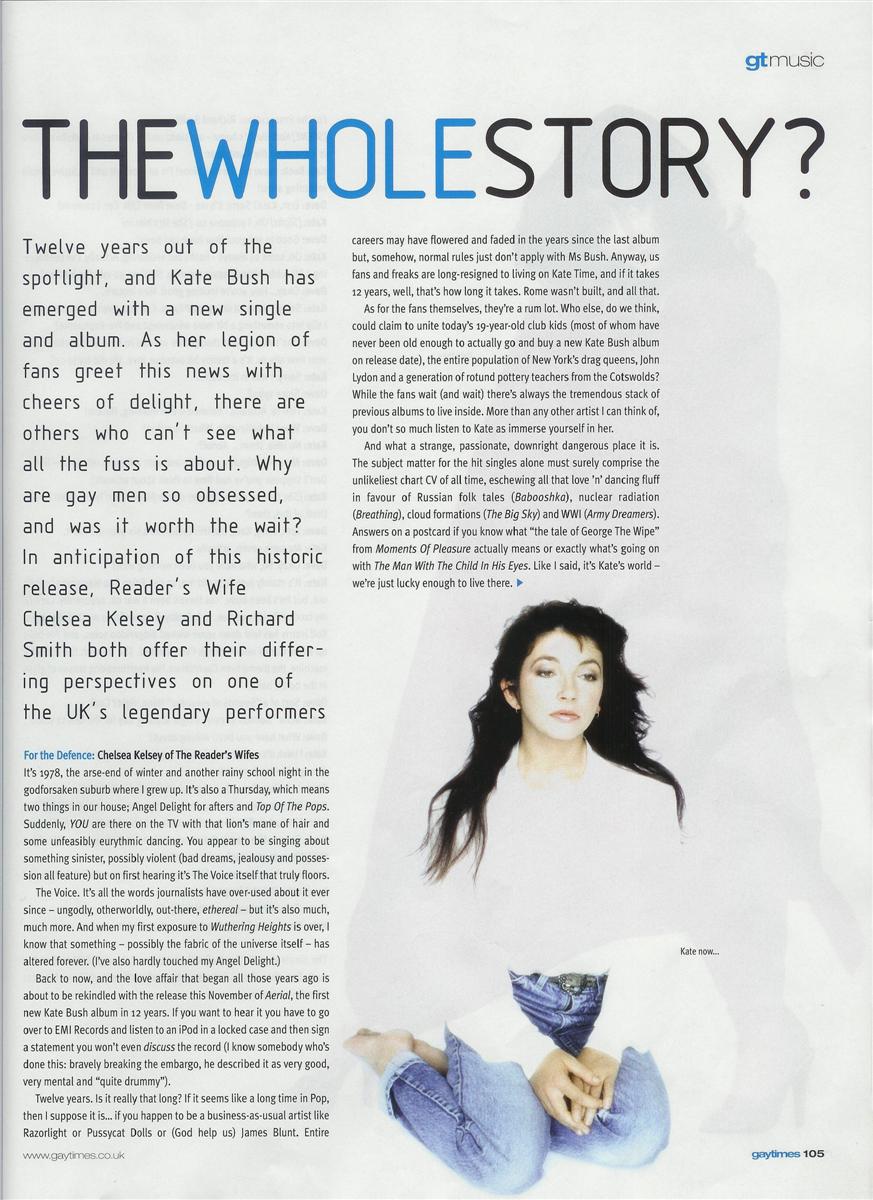 gtmusic
THEWHOLESTORY?
Twelve years out of the
spotlight, and Kate Bush has
emerged with a new single
and album. As her legion of
fans greet this news with
cheers of delight, there are
others who can't see what
all the fuss is about. Why
are gay men so obsessed,
and was it worth the wait?
In anticipation of this historic
release, Reader's Wife
Chelsea Kelsey and Richard
Smith both offer their differ-
ing perspectives on one of
the UK's legendary performers
For the Defence: Chelsea Kelsey of The Reader's Wifes
It's 1978, the arse-end of winter and another rainy school night in the
godforsaken suburb where I grew up. It's also a Thursday, which means
two things in our house; Angel Delight for afters and Top Of The Pops.
Suddenly, YOU are there on the TV with that lion's mane of hair and
some unfeasibly eurythmic dancing. You appear to be singing about
something sinister, possibly violent (bad dreams, jealousy and posses-
sion all feature) but on first hearing it's The Voice itself that truly floors.
The Voice. It's all the words journalists have over-used about it ever
since – ungodly, otherworldly, out-there, ethereal – but it's also much,
much more. And when my first exposure to Wuthering Heights is over, I
know that something – possibly the fabric of the universe itself – has
altered forever. (I've also hardly touched my Angel Delight.)
Back to now, and the love affair that began all those years ago is
about to be rekindled with the release this November of Aerial, the first
new Kate Bush album in 12 years. If you want to hear it you have to go
over to EMI Records and listen to an iPod in a locked case and then sign
a statement you won't even discuss the record (I know somebody who's
done this: bravely breaking the embargo, he described it as very good,
very mental and "quite drummy").
Twelve years. Is it really that long? If it seems like a long time in Pop,
then I suppose it is... if you happen to be a business-as-usual artist like
Razorlight or Pussycat Dolls or (God help us) James Blunt. Entire
careers may have flowered and faded in the years since the last album
but, somehow, normal rules just don't apply with Ms Bush. Anyway, us
fans and freaks are long-resigned to living on Kate Time, and if it takes
12 years, well, that's how long it takes. Rome wasn't built, and all that.
As for the fans themselves, they're a rum lot. Who else, do we think,
could claim to unite today's 19-year-old club kids (most of whom have
never been old enough to actually go and buy a new Kate Bush album
on release date), the entire population of New York's drag queens, John
Lydon and a generation of rotund pottery teachers from the Cotswolds?
While the fans wait (and wait) there's always the tremendous stack of
previous albums to live inside. More than any other artist I can think of,
you don't so much listen to Kate as immerse yourself in her.
And what a strange, passionate, downright dangerous place it is.
The subject matter for the hit singles alone must surely comprise the
unlikeliest chart CV of all time, eschewing all that love 'n' dancing fluff
in favour of Russian folk tales (Babooshka), nuclear radiation
(Breathing), cloud formations (The Big Sky) and WWI (Army Dreamers).
Answers on a postcard if you know what "the tale of George The Wipe"
from Moments Of Pleasure actually means or exactly what's going on
with The Man With The Child In His Eyes. Like I said, it's Kate's world –
we're just lucky enough to live there.
Kate now...
www.gaytimes.co.uk
gaytimes 105